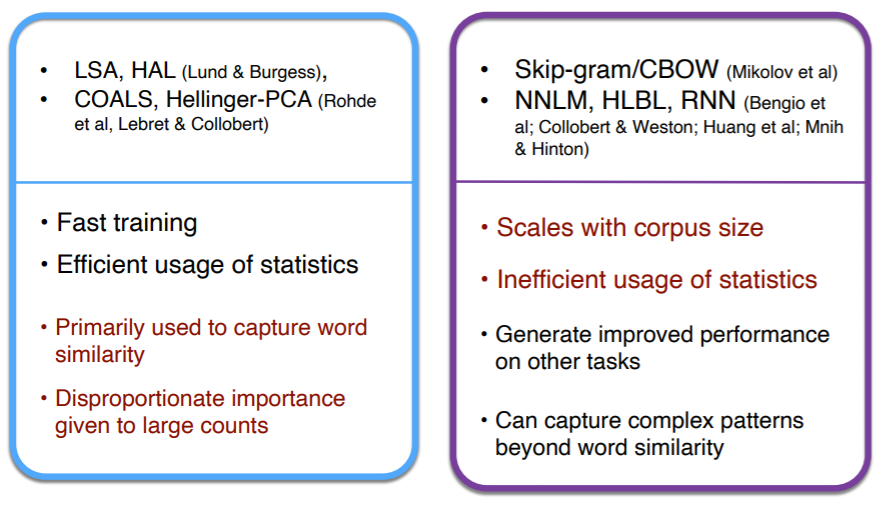 • LSA, HAL (Lund & Burgess),
• COALS, Hellinger-PCA (Rohde
et al, Lebret & Collobert)
• Fast training
• Efficient usage of statistics
• Primarily used to capture word
similarity
• Disproportionate importance
given to large counts
• Skip-gram/CBOW (Mikolov et al)
• NNLM, HLBL, RNN (Bengio et
al; Collobert & Weston; Huang et al; Mnih
& Hinton)
• Scales with corpus size
• Inefficient usage of statistics
• Generate improved performance
on other tasks
• Can capture complex patterns
beyond word similarity